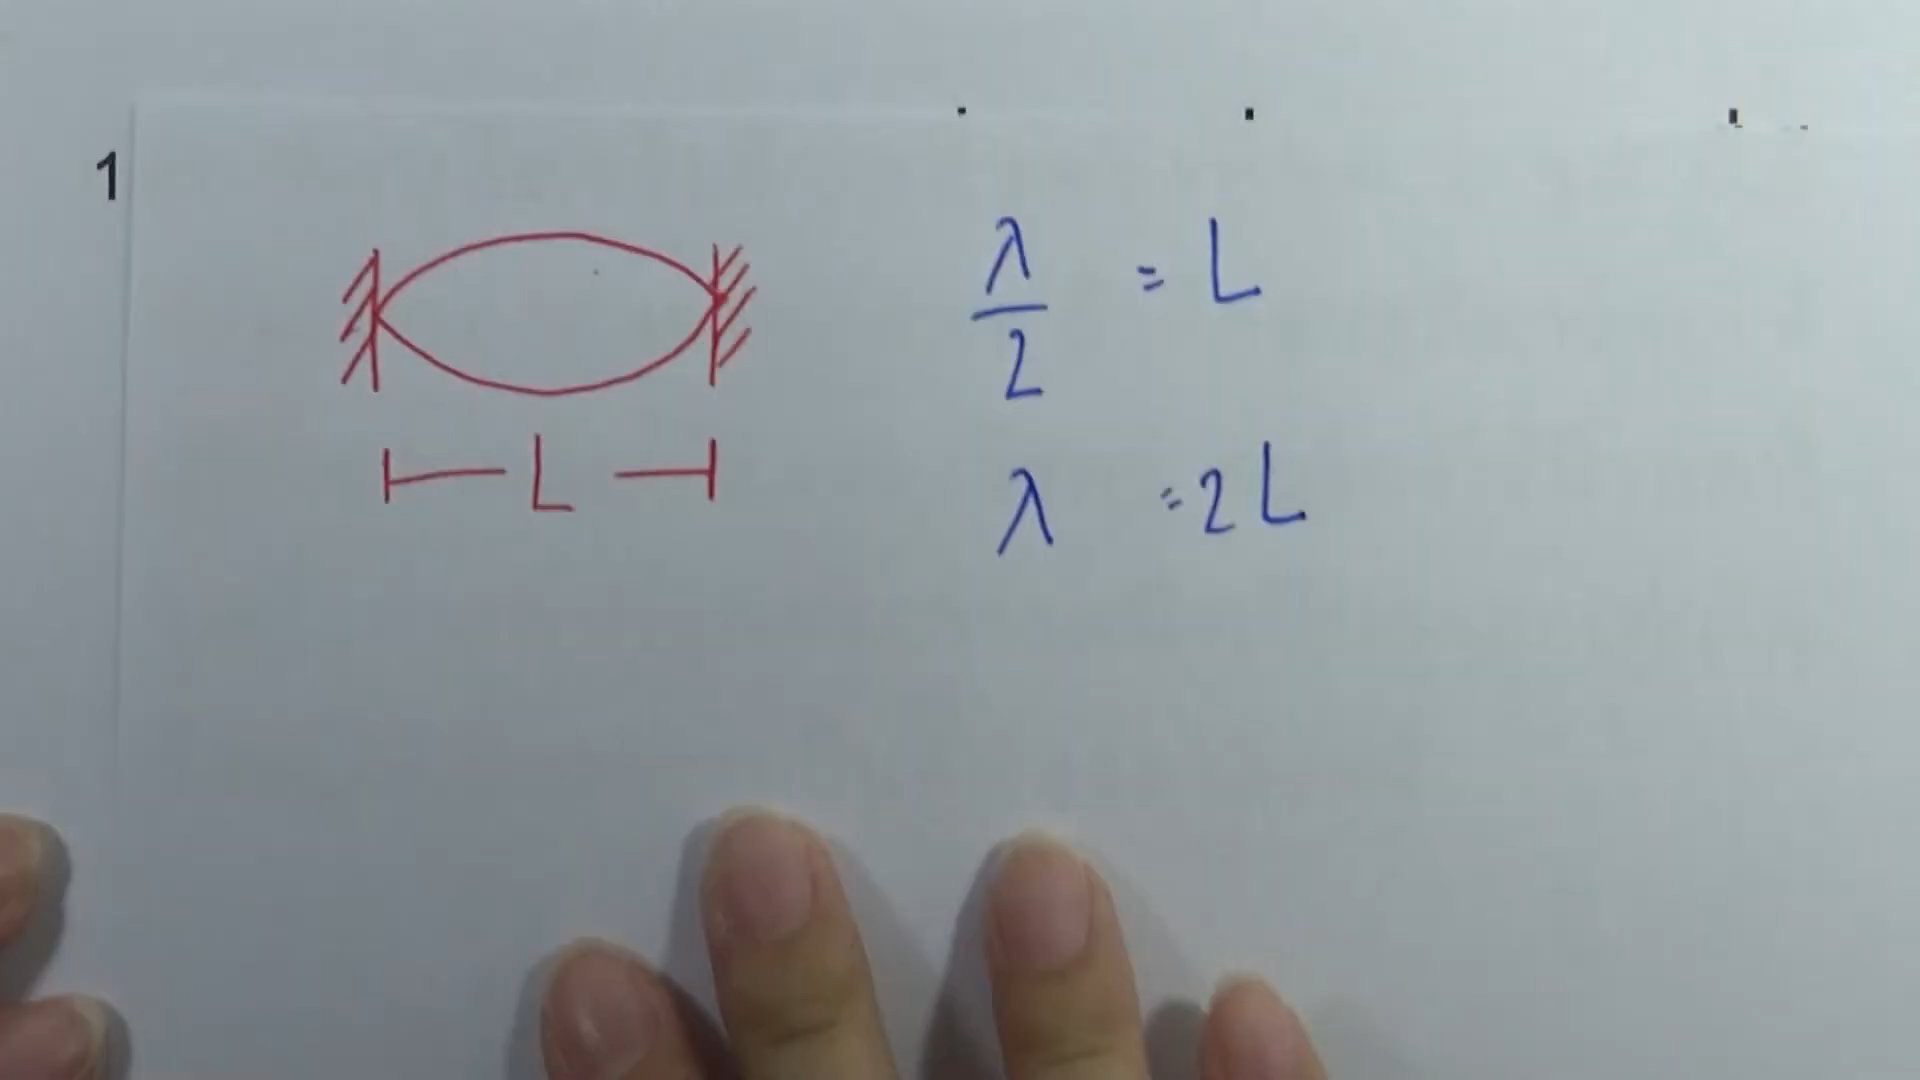 1
λ/2 = L
L
λ = 2L